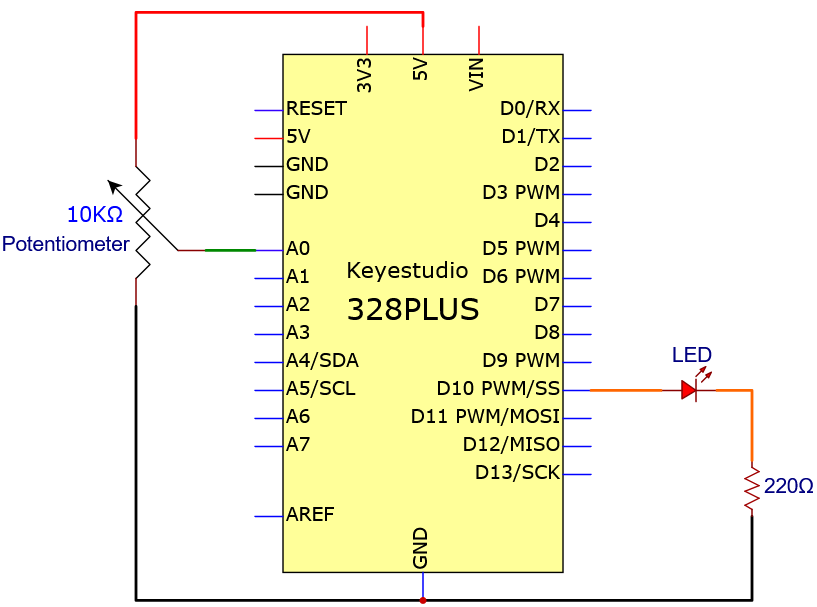 3V3
5V
VIN
RESET
5V
GND
GND
A0
A1
A2
A3
A4/SDA
A5/SCL
A6
A7
AREF
10KΩ
Potentiometer
Keyestudio
328PLUS
D0/RX
D1/TX
D2
D3 PWM
D4
D5 PWM
D6 PWM
D7
D8
D9 PWM
D10 PWM/SS
D11 PWM/MOSI
D12/MISO
D13/SCK
LED
220Ω
GND